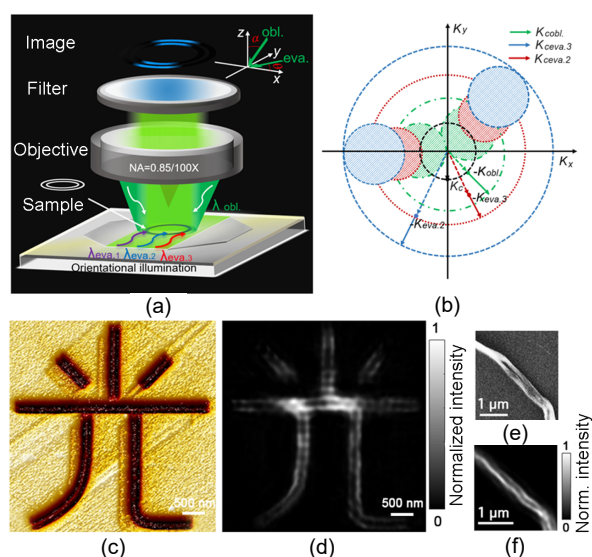 Image
Filter
Objective
NA=0.85/100X
Sample
z
α
obl.
y
eva.
φ
x
λobl.
λeva.1 λeva.2 λeva.3
Orientational illumination
(a)
Ky
Kcobl.
Kceva.3
Kceva.2
Kx
Kc
-Kobl.
-Keva.3
-Keva.2
(b)
光
500 nm
(c)
1
Normalized intensity
0
500 nm
(d)
1 μm
(e)
1
Norm. intensity
0
1 μm
(f)